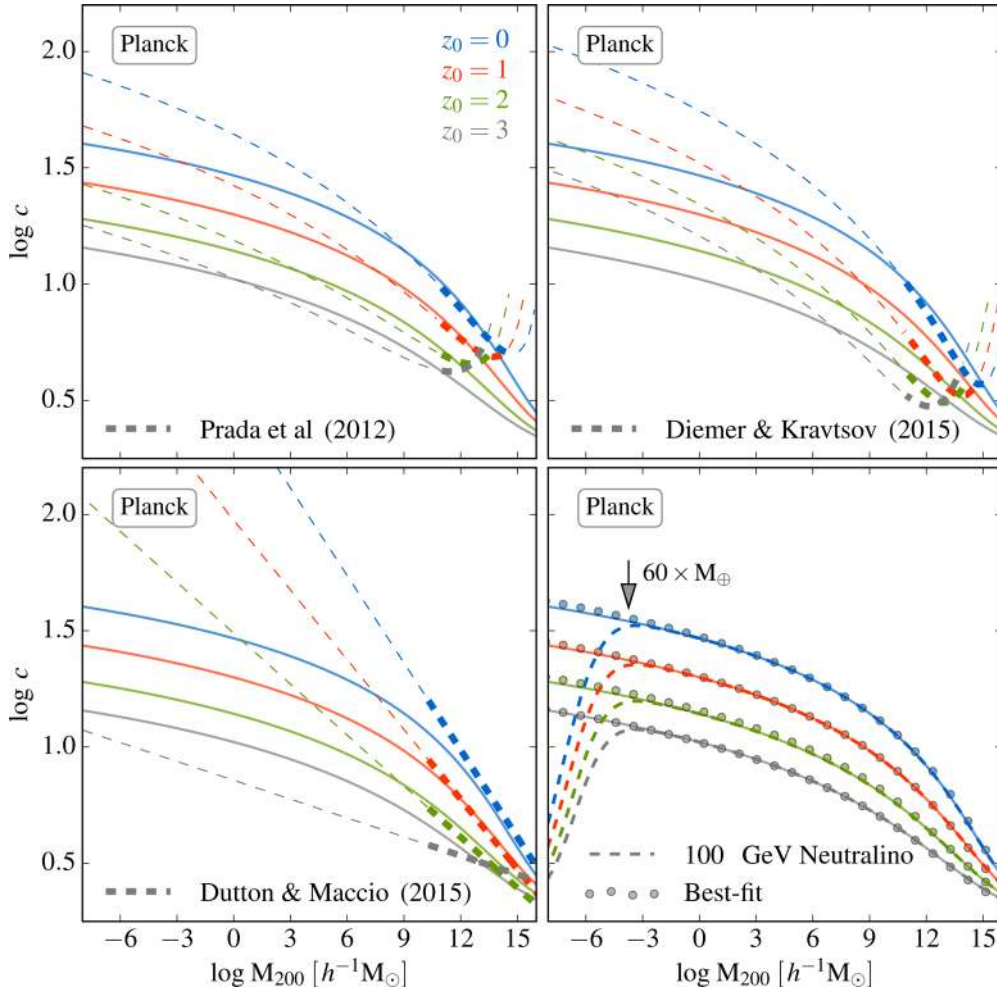 Planck
z₀ = 0
z₀ = 1
z₀ = 2
z₀ = 3
2.0
1.5
1.0
0.5
log c
Prada et al (2012)
Planck
Diemer & Kravtsov (2015)
Planck
2.0
1.5
1.0
0.5
log c
Dutton & Maccio (2015)
−6 −3 0 3 6 9 12 15
log M₂₀₀ [h⁻¹M⊙]
Planck
60 × M⊕
100 GeV Neutralino
Best-fit
−6 −3 0 3 6 9 12 15
log M₂₀₀ [h⁻¹M⊙]